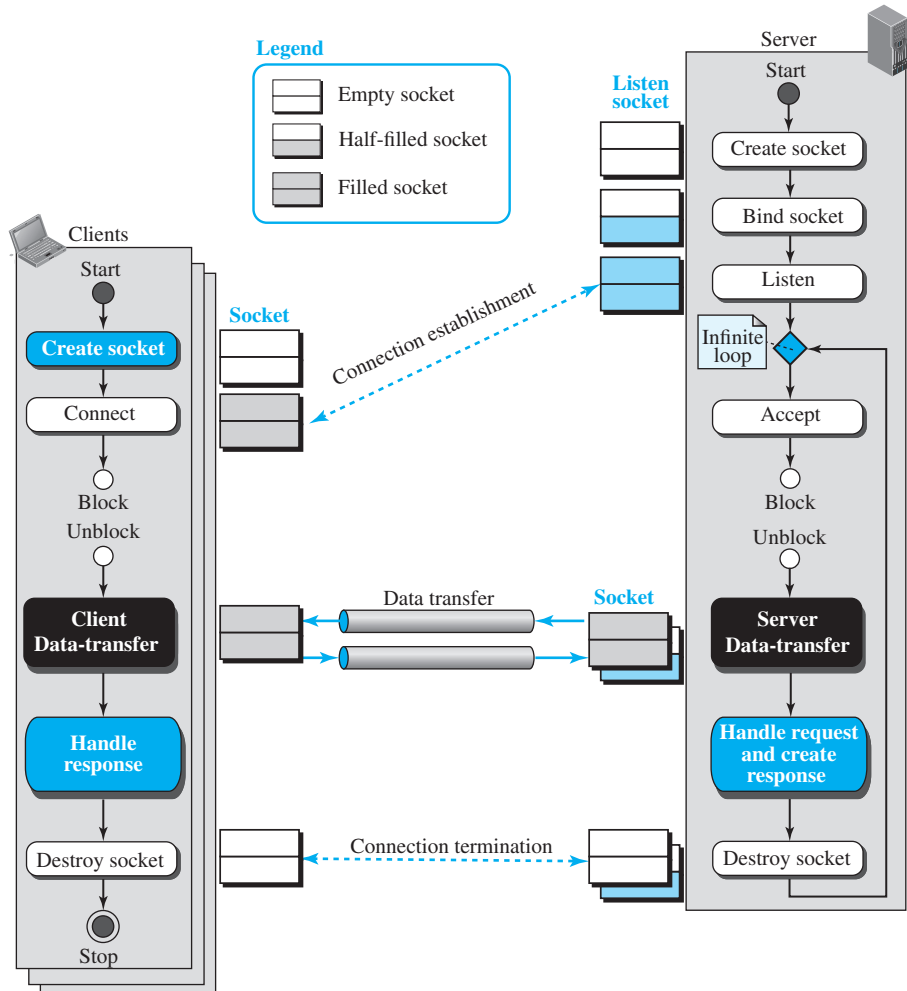 Legend
Empty socket
Half-filled socket
Filled socket
Listen
socket
Server
Start
Create socket
Bind socket
Listen
Infinite
loop
Accept
Block
Unblock
Server
Data-transfer
Handle request
and create
response
Destroy socket
Clients
Start
Create socket
Connect
Block
Unblock
Client
Data-transfer
Handle
response
Destroy socket
Stop
Socket
Connection establishment
Data transfer
Socket
Connection termination